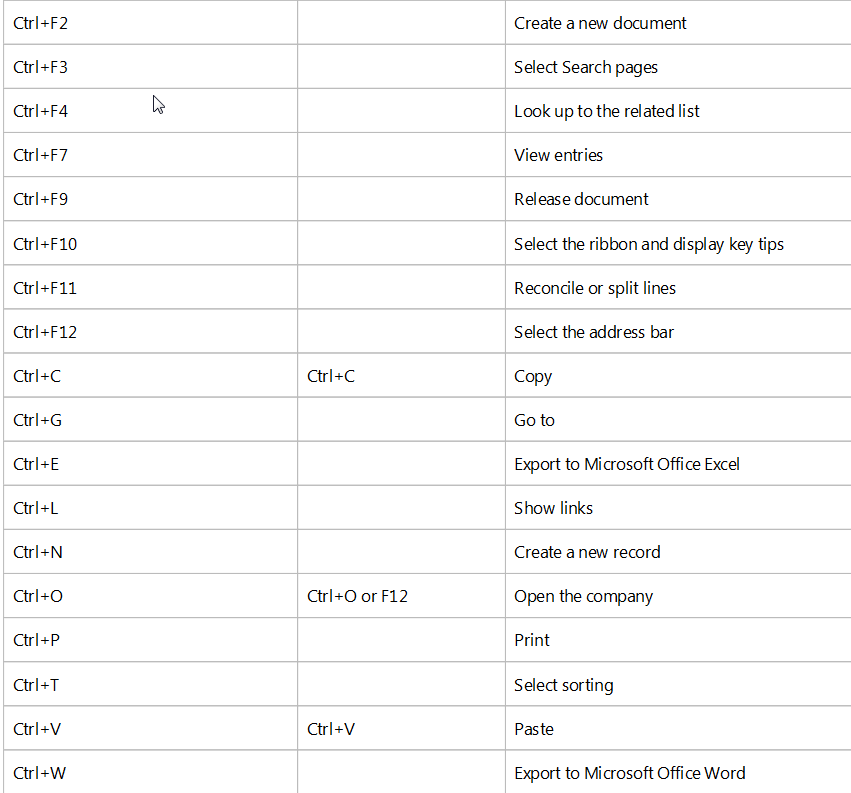 Ctrl+F2 Create a new document
Ctrl+F3 Select Search pages
Ctrl+F4 Look up to the related list
Ctrl+F7 View entries
Ctrl+F9 Release document
Ctrl+F10 Select the ribbon and display key tips
Ctrl+F11 Reconcile or split lines
Ctrl+F12 Select the address bar
Ctrl+C Ctrl+C Copy
Ctrl+G Go to
Ctrl+E Export to Microsoft Office Excel
Ctrl+L Show links
Ctrl+N Create a new record
Ctrl+O Ctrl+O or F12 Open the company
Ctrl+P Print
Ctrl+T Select sorting
Ctrl+V Ctrl+V Paste
Ctrl+W Export to Microsoft Office Word